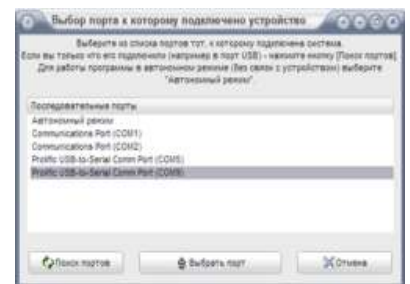 Выбор порта к которому подключено устройство
Выберите из списка портов тот, к которому подключена система.
Если вы только что его подключили (например в порт USB) - нажмите кнопку [Поиск портов]
Для работы программы в автономном режиме (без связи с устройством) выберите
"Автономный режим"
Последовательные порты
Автономный режим
Communications Port (COM1)
Communications Port (COM2)
Prolific USB-to-Serial Comm Port (COM5)
Prolific USB-to-Serial Comm Port (COM9)
Поиск портов
Выбрать порт
Отмена